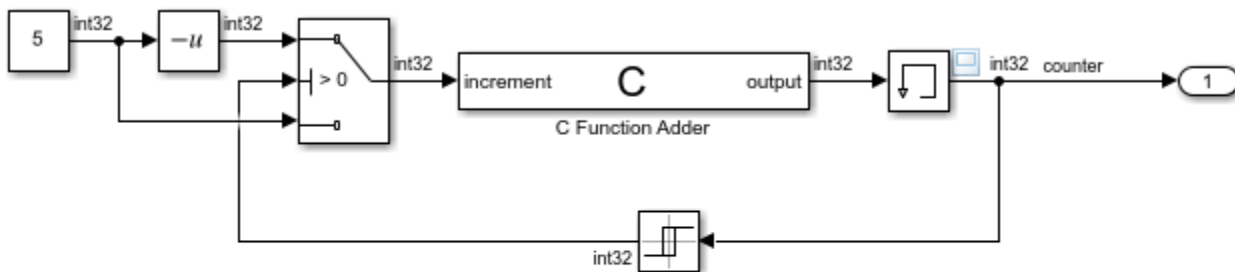 5
int32
-u
int32
> 0
int32
increment
C
output
int32
int32
counter
1
C Function Adder
int32